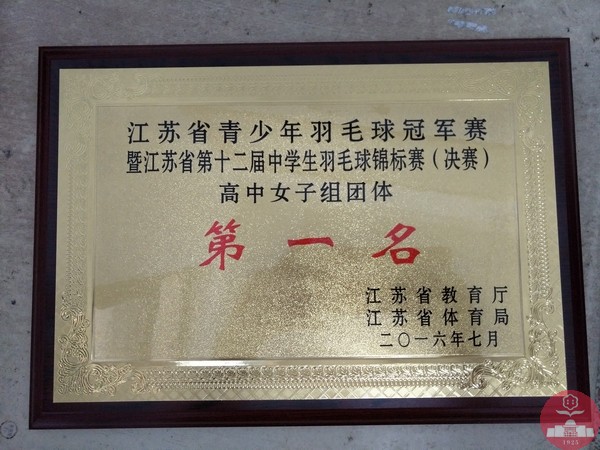 江苏省青少年羽毛球冠军赛
暨江苏省第十二届中学生羽毛球锦标赛(决赛)
高中女子组团体
第一名
江苏省教育厅
江苏省体育局
二〇一六年七月
1925